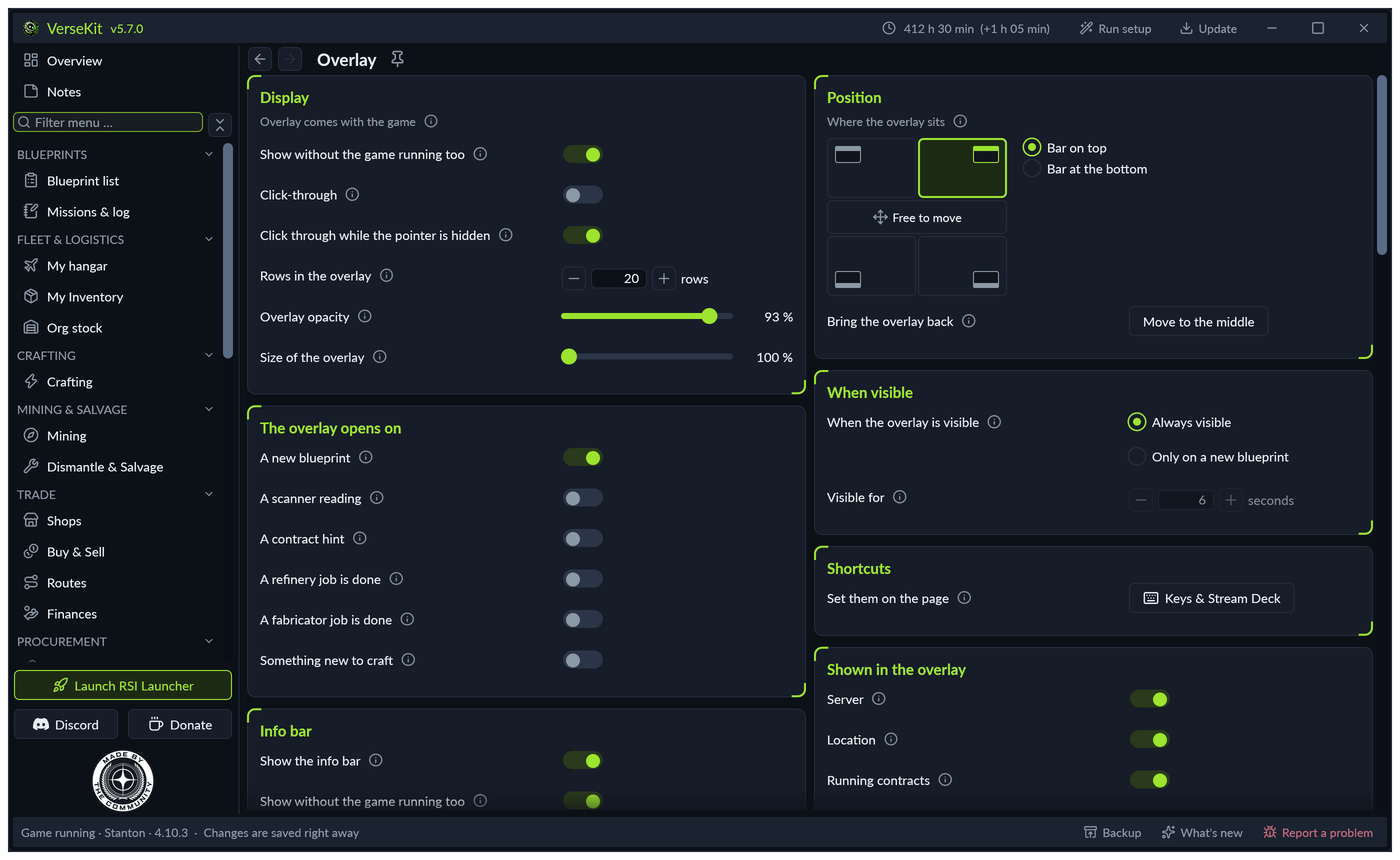 VerseKit v5.7.0
412 h 30 min (+1 h 05 min)
Run setup
Update
Overview
Notes
Filter menu ...
BLUEPRINTS
Blueprint list
Missions & log
FLEET & LOGISTICS
My hangar
My Inventory
Org stock
CRAFTING
Crafting
MINING & SALVAGE
Mining
Dismantle & Salvage
TRADE
Shops
Buy & Sell
Routes
Finances
PROCUREMENT
Launch RSI Launcher
Discord
Donate
MADE BY THE COMMUNITY
Overlay
Display
Overlay comes with the game
Show without the game running too
Click-through
Click through while the pointer is hidden
Rows in the overlay
20 rows
Overlay opacity
93 %
Size of the overlay
100 %
The overlay opens on
A new blueprint
A scanner reading
A contract hint
A refinery job is done
A fabricator job is done
Something new to craft
Info bar
Show the info bar
Show without the game running too
Position
Where the overlay sits
Bar on top
Bar at the bottom
Free to move
Bring the overlay back
Move to the middle
When visible
When the overlay is visible
Always visible
Only on a new blueprint
Visible for
6 seconds
Shortcuts
Set them on the page
Keys & Stream Deck
Shown in the overlay
Server
Location
Running contracts
Game running · Stanton · 4.10.3 · Changes are saved right away
Backup
What's new
Report a problem